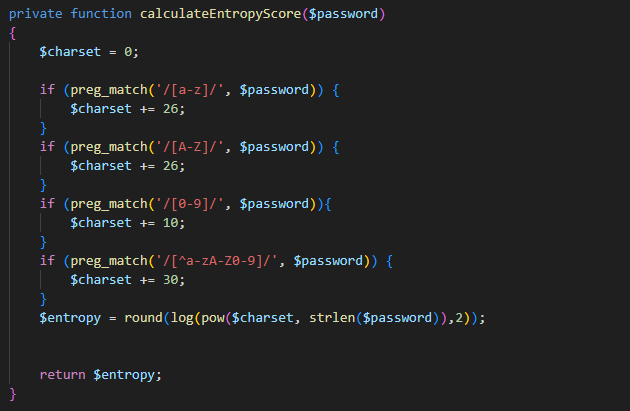 private function calculateEntropyScore($password)
{
    $charset = 0;

    if (preg_match('/[a-z]/', $password)) {
        $charset += 26;
    }
    if (preg_match('/[A-Z]/', $password)) {
        $charset += 26;
    }
    if (preg_match('/[0-9]/', $password)){
        $charset += 10;
    }
    if (preg_match('/[^a-zA-Z0-9]/', $password)) {
        $charset += 30;
    }
    $entropy = round(log(pow($charset, strlen($password)),2));


    return $entropy;
}